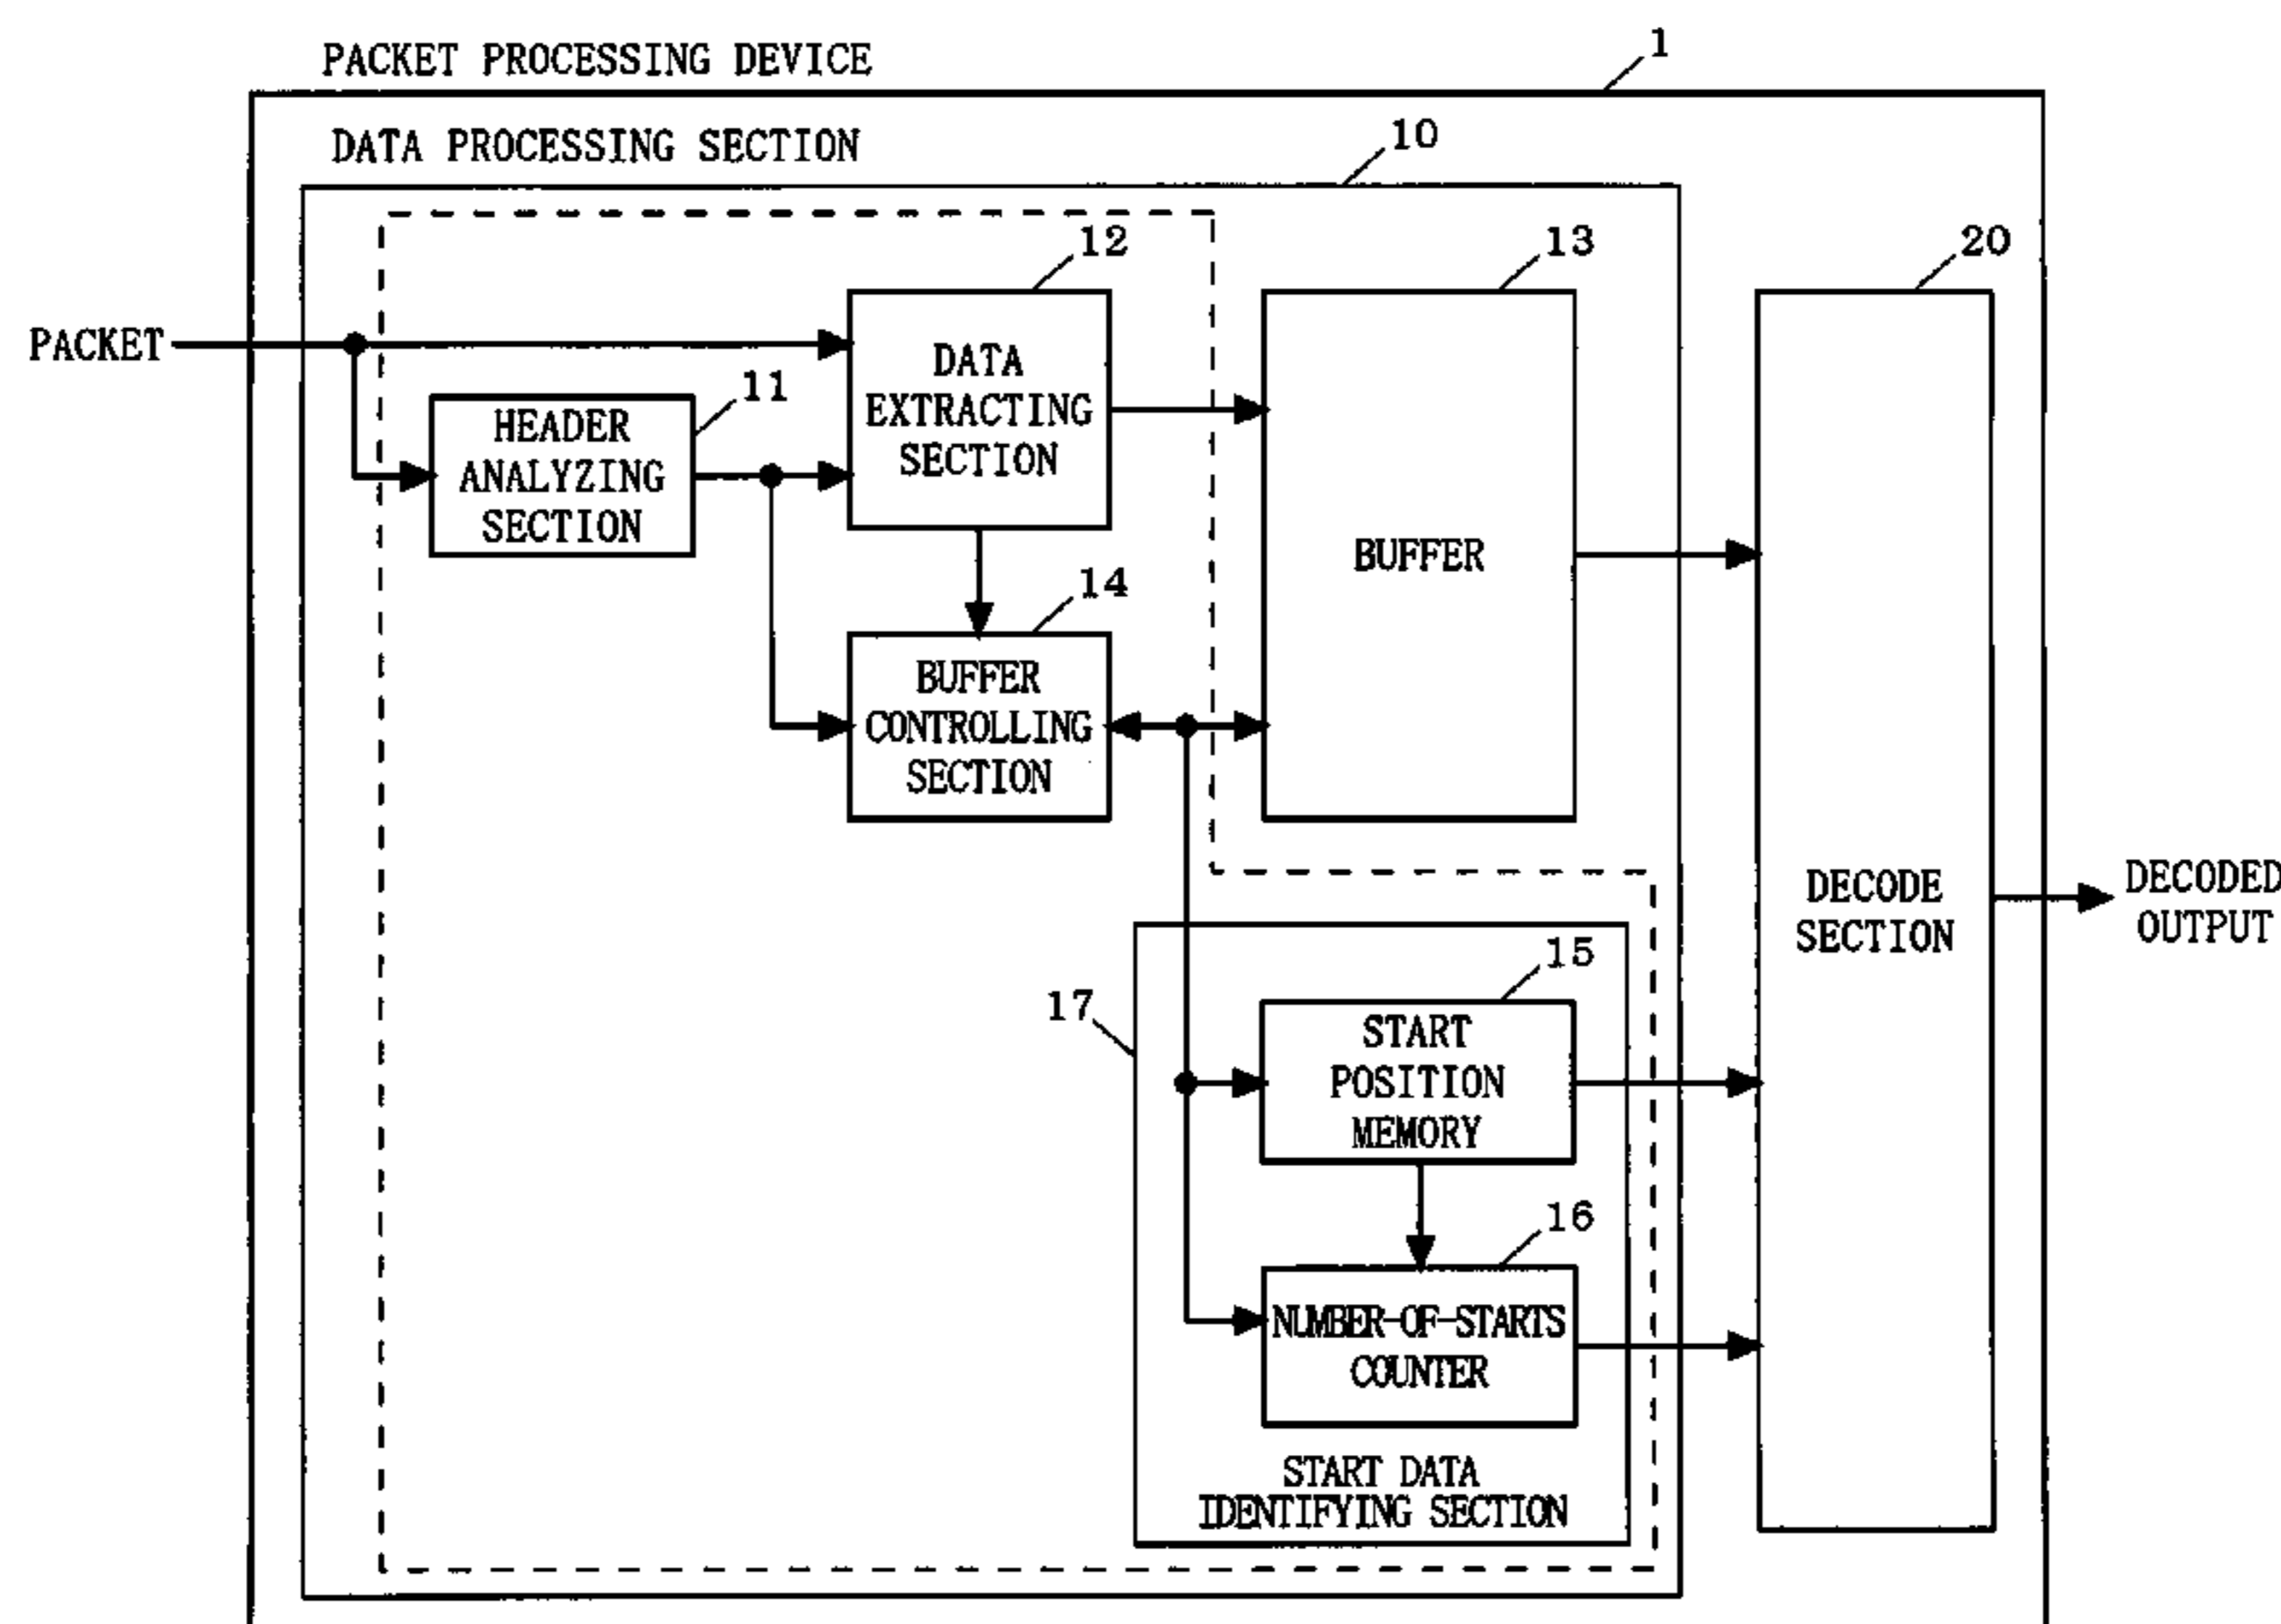 PACKET PROCESSING DEVICE
1
DATA PROCESSING SECTION
10
12
13
20
PACKET
11
DATA
EXTRACTING
SECTION
HEADER
ANALYZING
SECTION
BUFFER
14
BUFFER
CONTROLLING
SECTION
DECODE
SECTION
DECODED
OUTPUT
15
17
START
POSITION
MEMORY
16
NUMBER-OF-STARTS
COUNTER
START DATA
IDENTIFYING SECTION